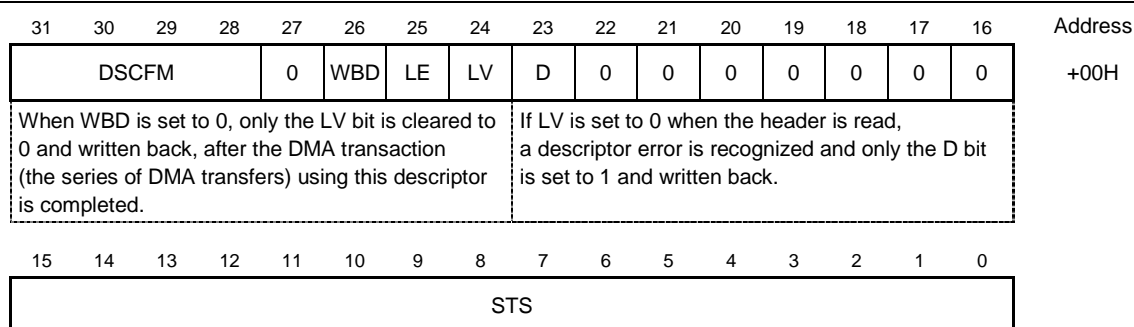 31 30 29 28 27 26 25 24 23 22 21 20 19 18 17 16 Address
DSCFM 0 WBD LE LV D 0 0 0 0 0 0 0 +00H
When WBD is set to 0, only the LV bit is cleared to
0 and written back, after the DMA transaction
(the series of DMA transfers) using this descriptor
is completed.
If LV is set to 0 when the header is read,
a descriptor error is recognized and only the D bit
is set to 1 and written back.
15 14 13 12 11 10 9 8 7 6 5 4 3 2 1 0
STS